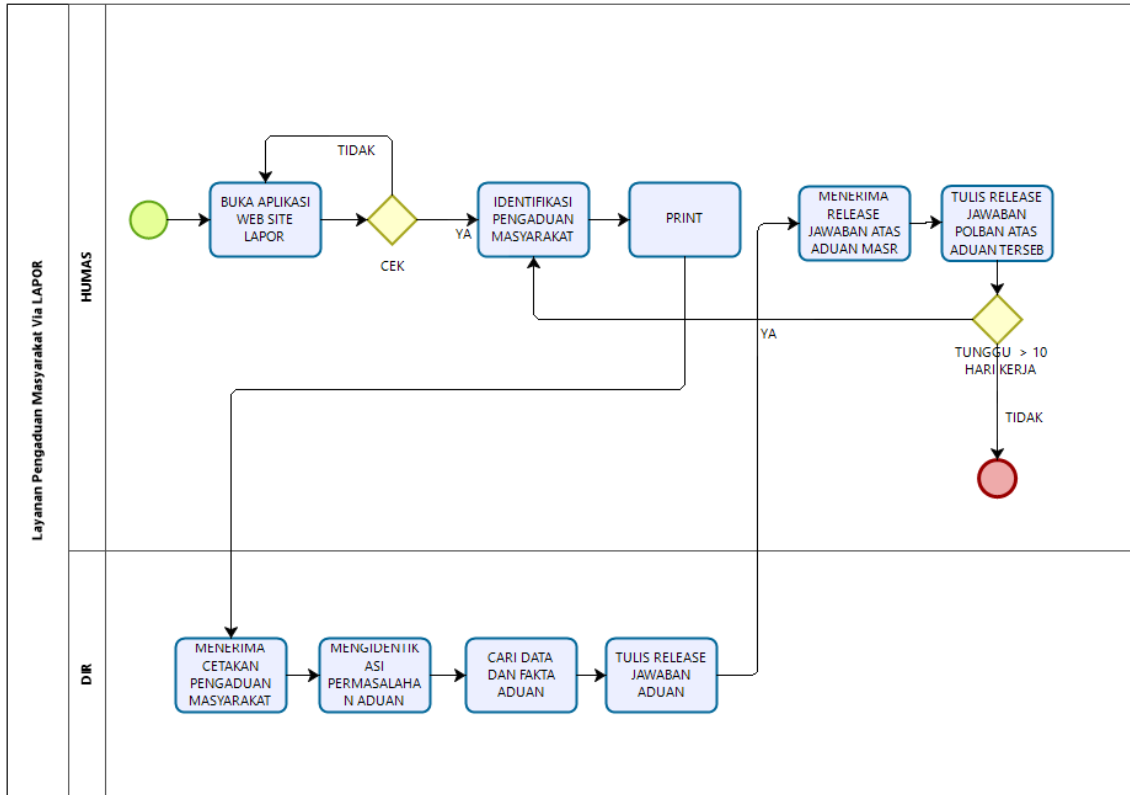 Layanan Pengaduan Masyarakat Via LAPOR
HUMAS
TIDAK
BUKA APLIKASI
WEB SITE
LAPOR
CEK
YA
IDENTIFIKASI
PENGADUAN
MASYARAKAT
PRINT
MENERIMA
RELEASE
JAWABAN ATAS
ADUAN MASR
TULIS RELEASE
JAWABAN
POLBAN ATAS
ADUAN TERSEB
YA
TUNGGU > 10
HARI KERJA
TIDAK
DIR
MENERIMA
CETAKAN
PENGADUAN
MASYARAKAT
MENGIDENTIK
ASI
PERMASALAHA
N ADUAN
CARI DATA
DAN FAKTA
ADUAN
TULIS RELEASE
JAWABAN
ADUAN